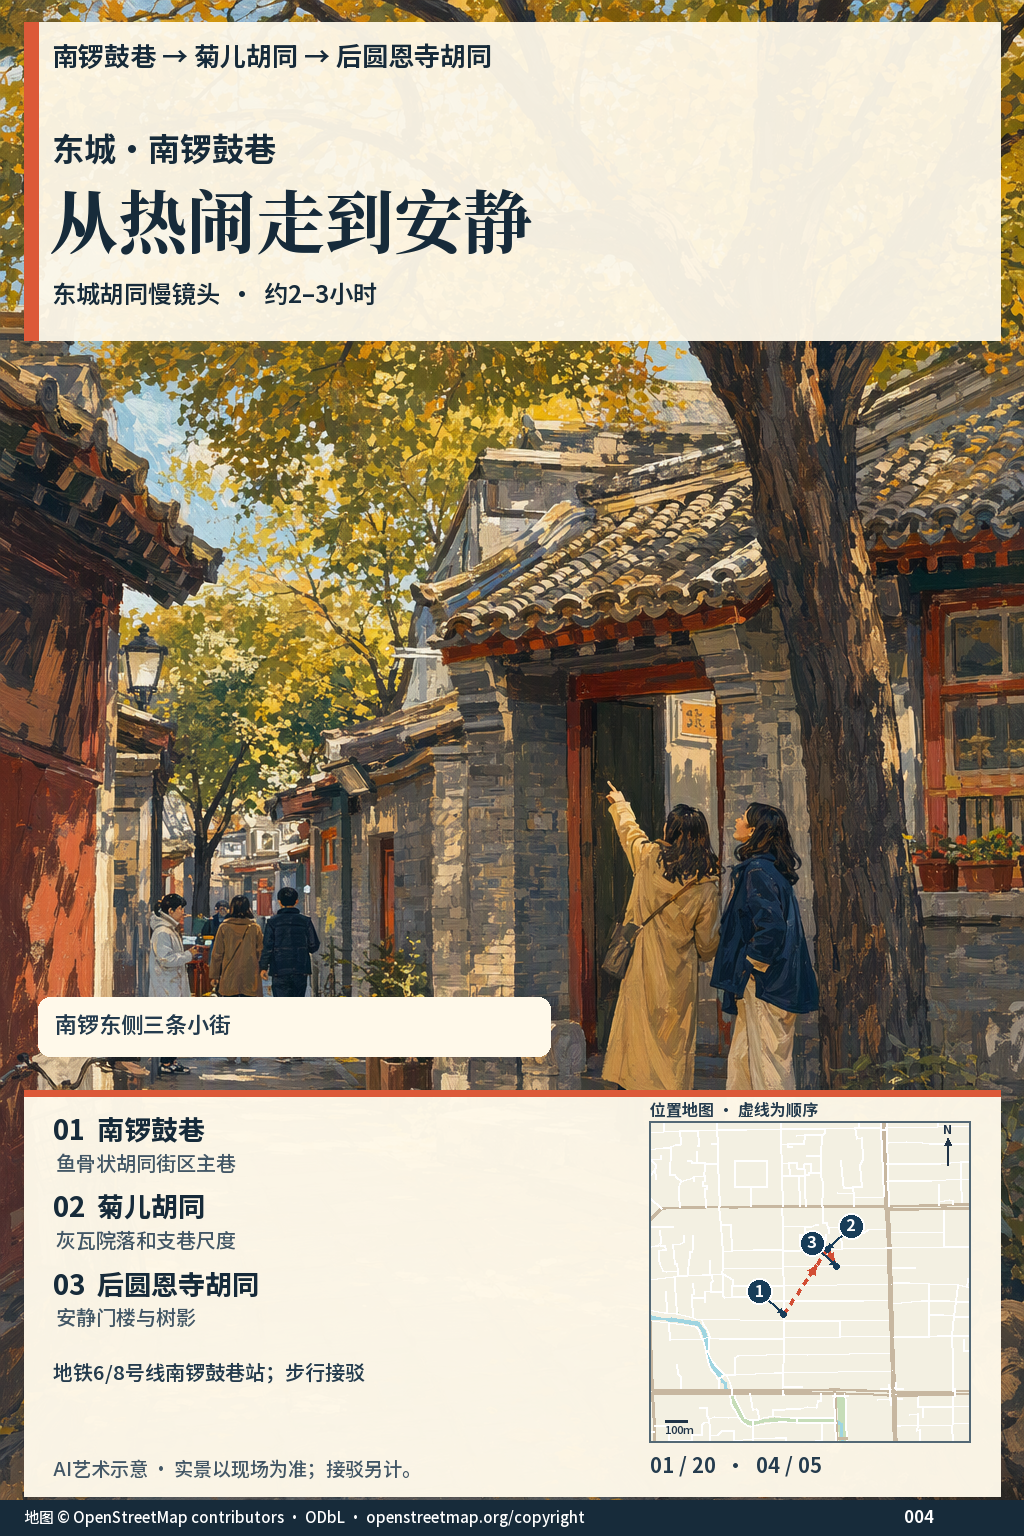 南锣鼓巷 → 菊儿胡同 → 后圆恩寺胡同
东城·南锣鼓巷
从热闹走到安静
东城胡同慢镜头 · 约2–3小时
南锣东侧三条小街
01 南锣鼓巷
鱼骨状胡同街区主巷
02 菊儿胡同
灰瓦院落和支巷尺度
03 后圆恩寺胡同
安静门楼与树影
地铁6/8号线南锣鼓巷站；步行接驳
AI艺术示意 · 实景以现场为准；接驳另计。
位置地图 · 虚线为顺序
N
2
3
1
100m
01 / 20 · 04 / 05
地图 © OpenStreetMap contributors · ODbL · openstreetmap.org/copyright
004